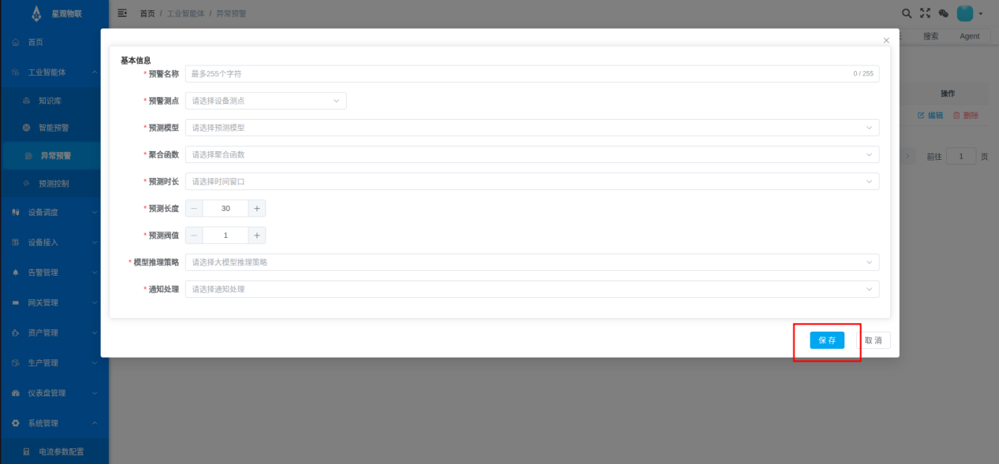 星观物联
首页 / 工业智能体 / 异常预警
首页
工业智能体
知识库
智能预警
异常预警
预测控制
设备调度
设备接入
告警管理
网关管理
资产管理
生产管理
仪表盘管理
系统管理
电流参数配置
搜索
Agent
操作
编辑 删除
前往 1 页
基本信息
* 预警名称 最多255个字符 0 / 255
* 预警测点 请选择设备测点
* 预测模型 请选择预测模型
* 聚合函数 请选择聚合函数
* 预测时长 请选择时间窗口
* 预测长度 − 30 +
* 预测阀值 − 1 +
* 模型推理策略 请选择大模型推理策略
* 通知处理 请选择通知处理
保存 取消